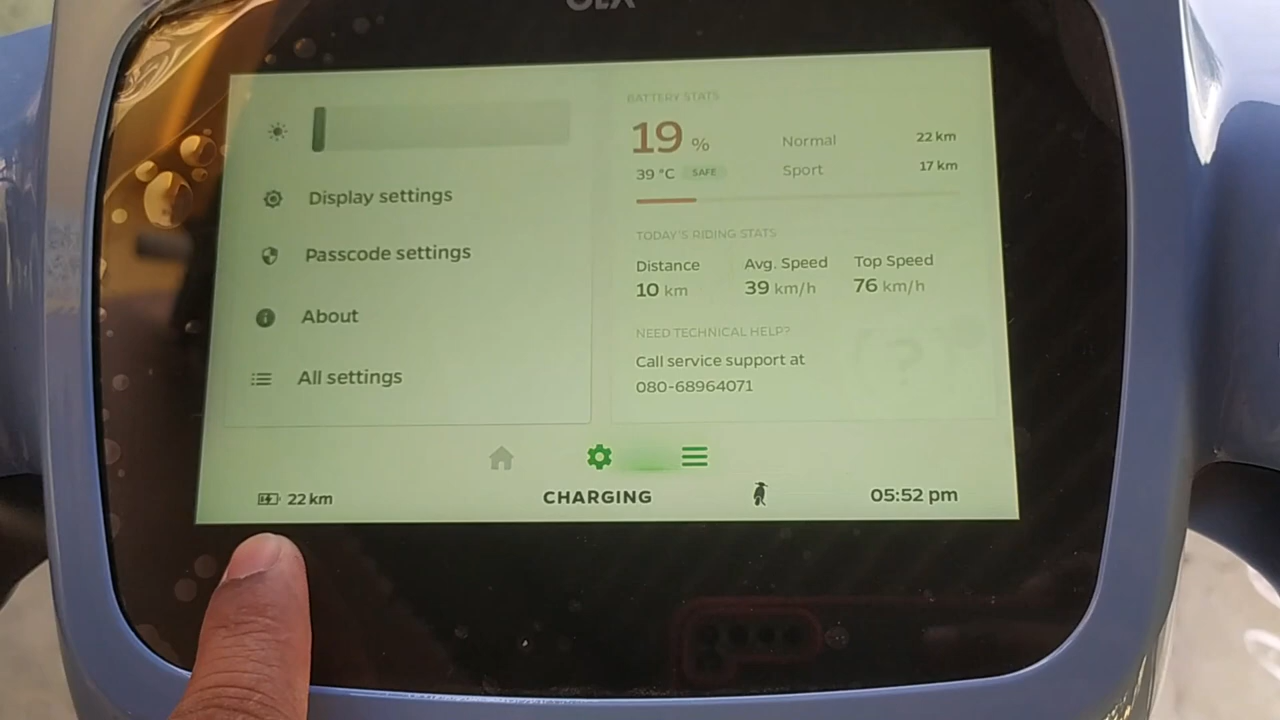 Display settings
Passcode settings
About
All settings
BATTERY STATS
19 %
39 °C SAFE
Normal 22 km
Sport 17 km
TODAY'S RIDING STATS
Distance Avg. Speed Top Speed
10 km 39 km/h 76 km/h
NEED TECHNICAL HELP?
Call service support at
080-68964071
?
22 km CHARGING 05:52 pm